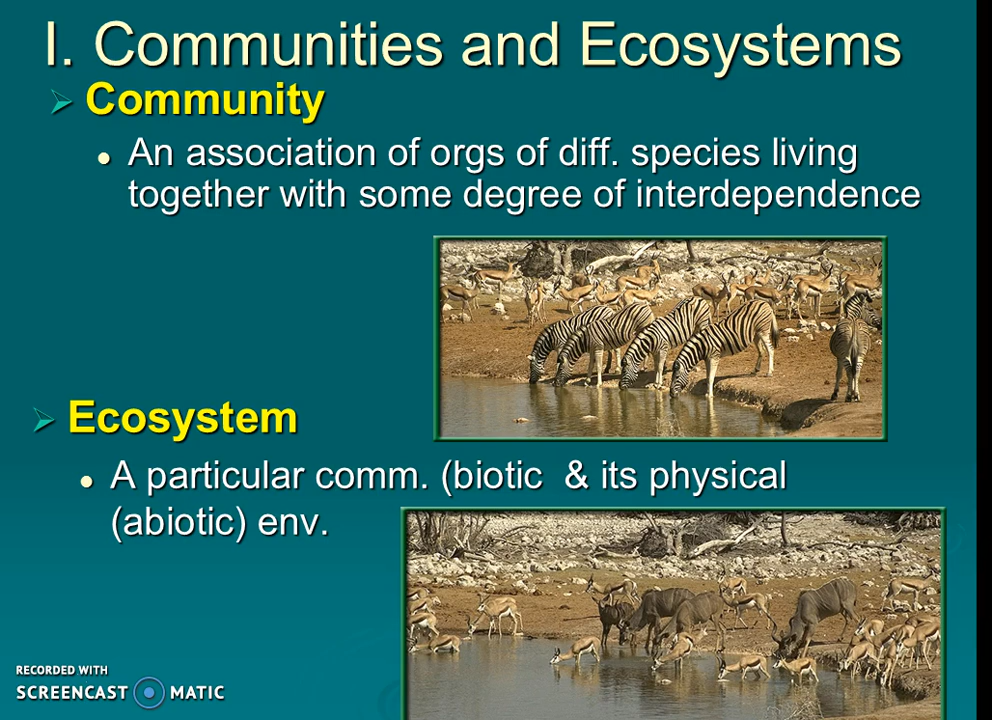 I. Communities and Ecosystems
Community
An association of orgs of diff. species living
together with some degree of interdependence
Ecosystem
A particular comm. (biotic & its physical
(abiotic) env.
RECORDED WITH
SCREENCAST MATIC